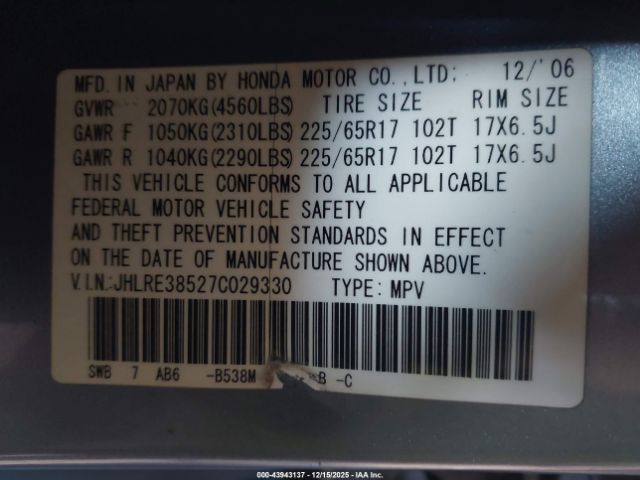 MFD. IN JAPAN BY HONDA MOTOR CO.,LTD; 12/'06
GVWR 2070KG(4560LBS) TIRE SIZE RIM SIZE
GAWR F 1050KG(2310LBS) 225/65R17 102T 17X6.5J
GAWR R 1040KG(2290LBS) 225/65R17 102T 17X6.5J
THIS VEHICLE CONFORMS TO ALL APPLICABLE
FEDERAL MOTOR VEHICLE SAFETY
AND THEFT PREVENTION STANDARDS IN EFFECT
ON THE DATE OF MANUFACTURE SHOWN ABOVE.
V.I.N.:JHLRE38527C029330 TYPE: MPV
SWB 7 AB6 -B538M B -C
000-43943137 - 12/15/2025 - IAA Inc.